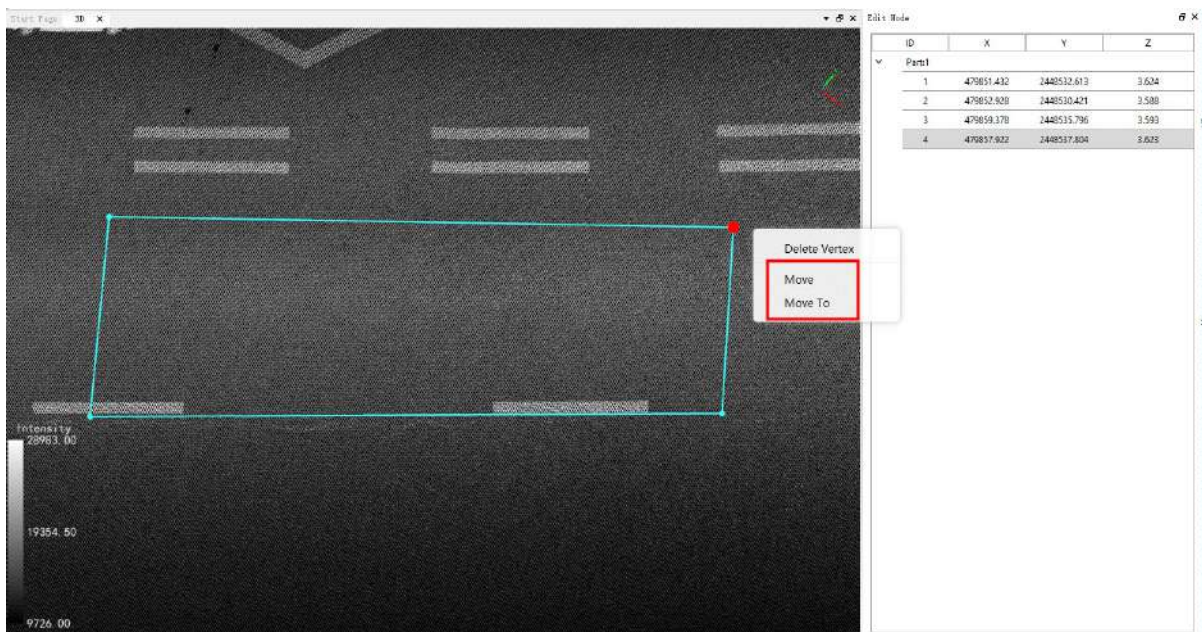 Start Page 3D
Edit Node
ID X Y Z
Part:1
1 479851.432 2448532.613 3.624
2 479852.928 2448530.421 3.588
3 479859.378 2448535.796 3.593
4 479857.922 2448537.804 3.623
Delete Vertex
Move
Move To
Intensity
28983.00
19354.50
9726.00